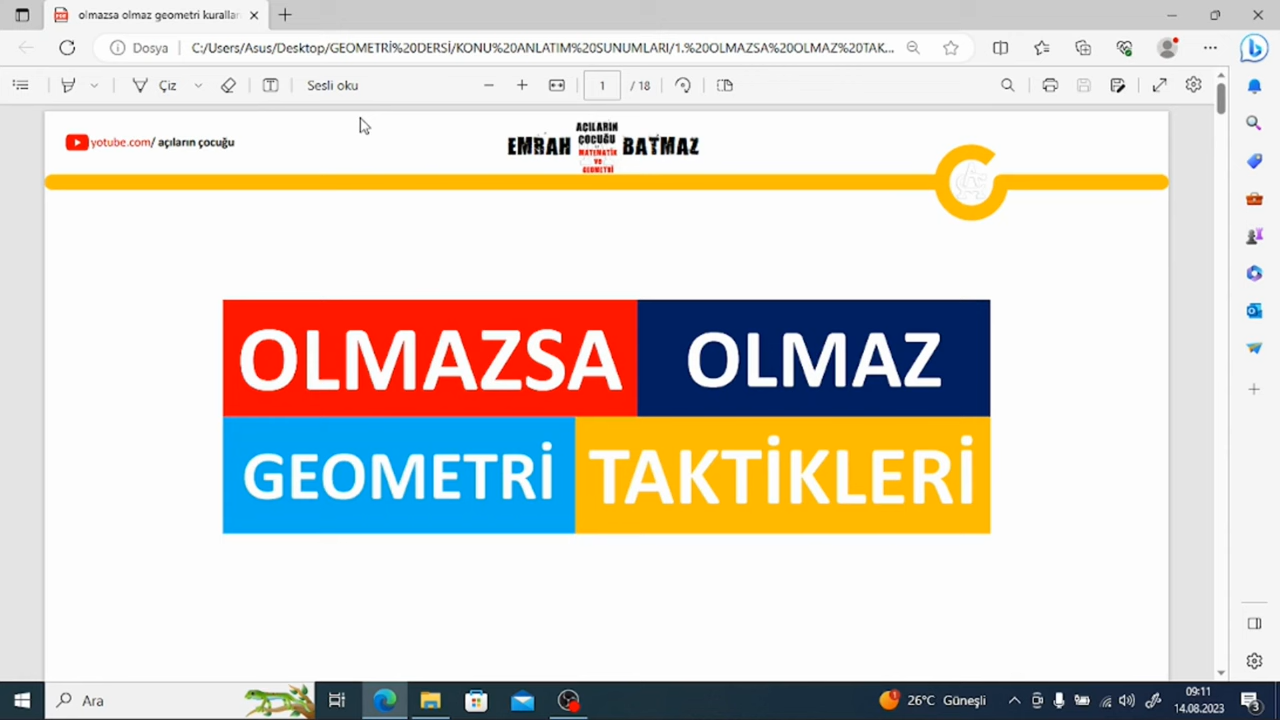 olmazsa olmaz geometri kuralları
Dosya C:/Users/Asus/Desktop/GEOMETRİ%20DERSİ/KONU%20ANLATIM%20SUNUMLARI/1.%20OLMAZSA%20OLMAZ%20TAK...
Çiz Sesli oku 1 / 18
yotube.com/ açıların çocuğu
EMRAH AÇILARIN ÇOCUĞU MATEMATİK ve GEOMETRİ BATMAZ
OLMAZSA OLMAZ
GEOMETRİ TAKTİKLERİ
Ara
26°C Güneşli
09:11
14.08.2023
3